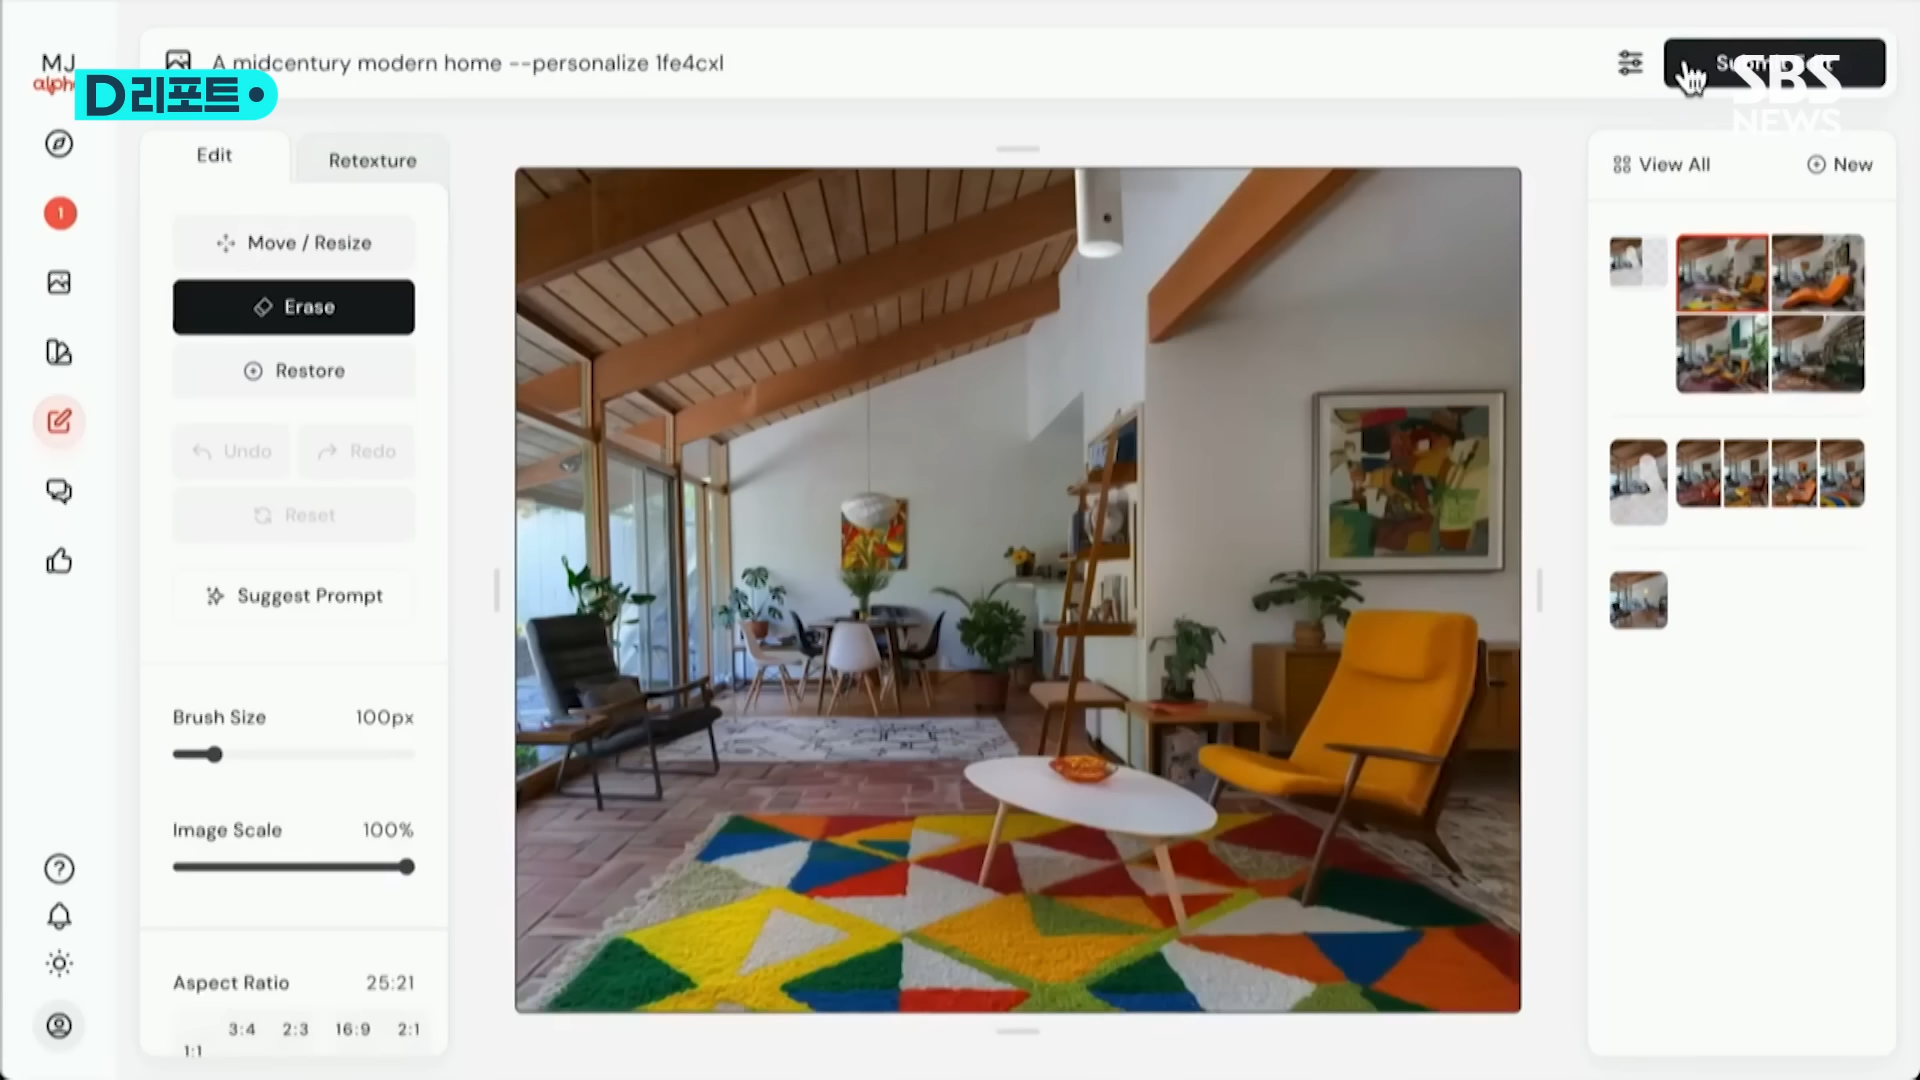 MJ
A midcentury modern home --personalize 1fe4cxl
D리포트
SBS
NEWS
1
Edit
Retexture
Move / Resize
Erase
Restore
Undo
Redo
Reset
Suggest Prompt
Brush Size
100px
Image Scale
100%
Aspect Ratio
25:21
3:4
2:3
16:9
2:1
1:1
View All
New